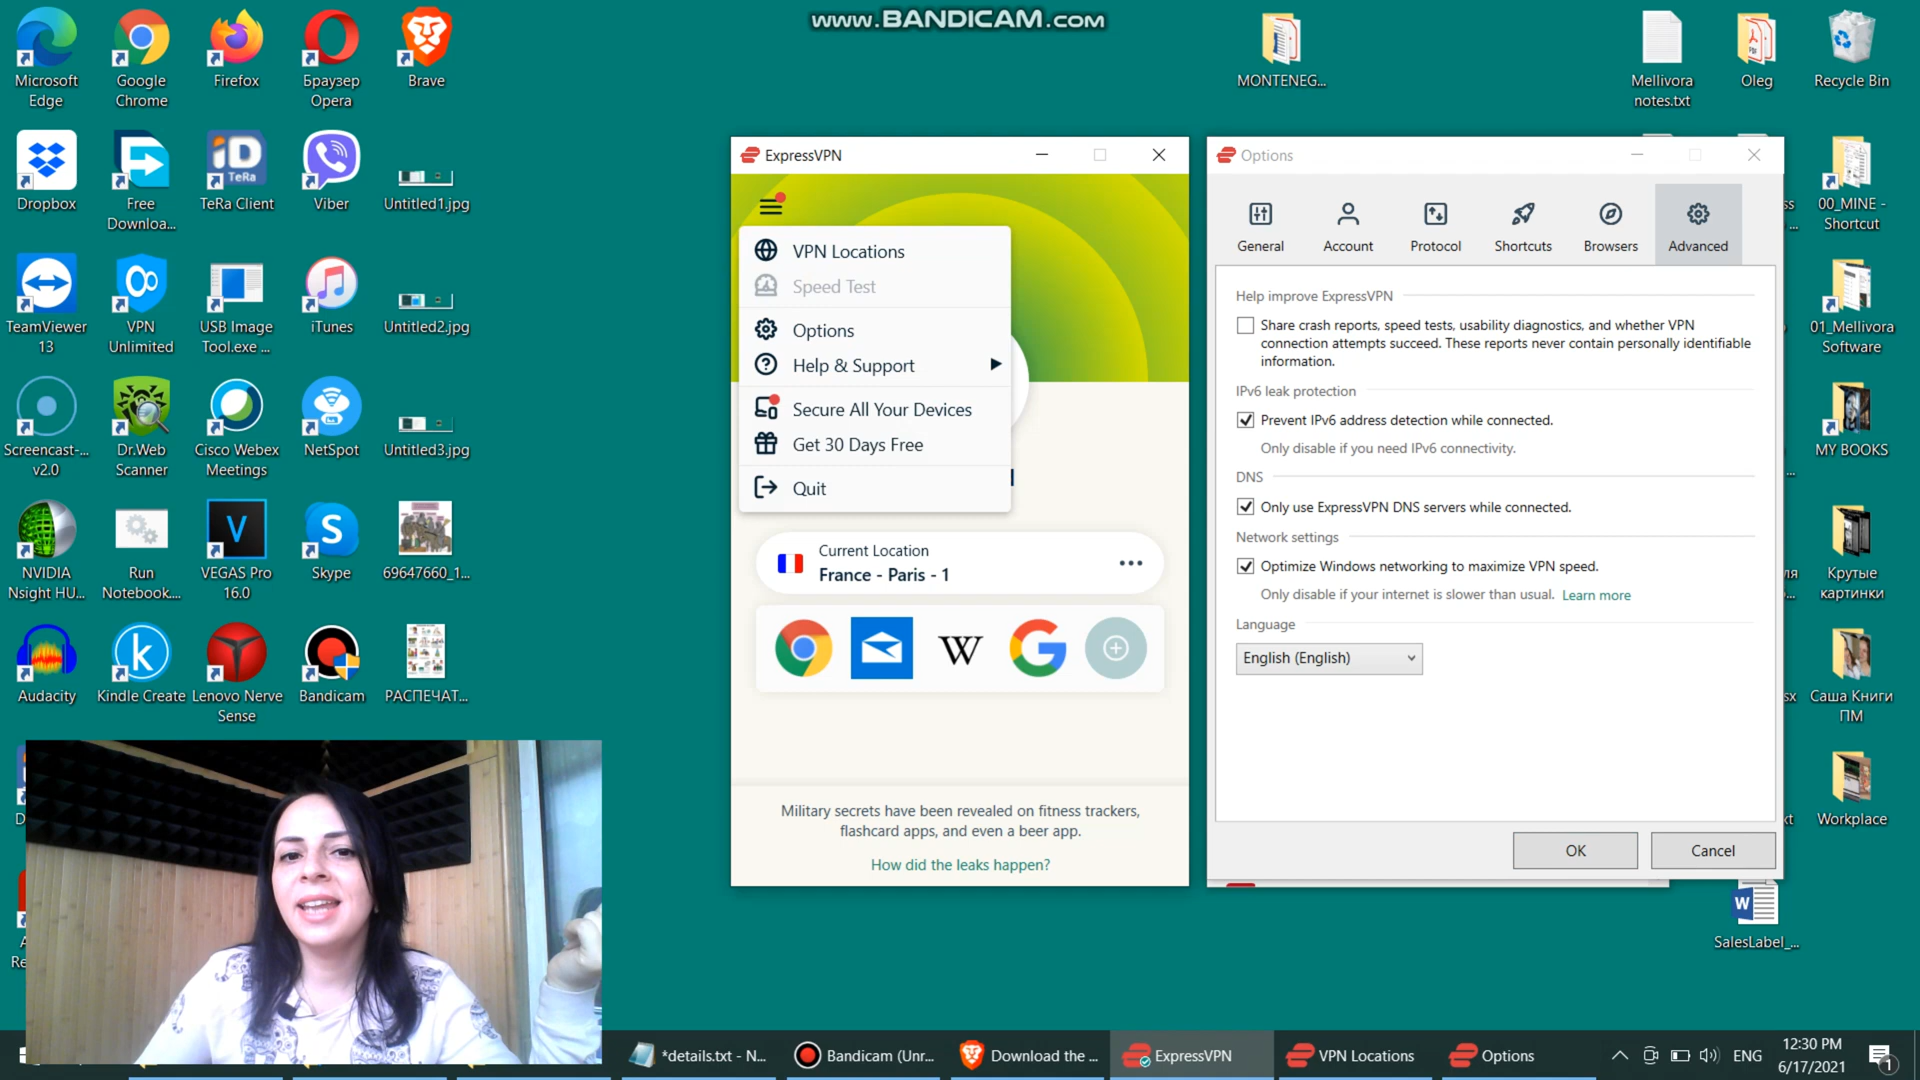 www.BANDICAM.com
Microsoft
Edge
Google
Chrome
Firefox
Браузер
Opera
Brave
MONTENEG...
Mellivora
notes.txt
Oleg
Recycle Bin
Dropbox
Free
Downloa...
iD
TeRa
TeRa Client
Viber
Untitled1.jpg
00_MINE -
Shortcut
TeamViewer
13
VPN
Unlimited
USB Image
Tool.exe ...
iTunes
Untitled2.jpg
01_Mellivora
Software
Screencast-...
v2.0
Dr.Web
Scanner
Cisco Webex
Meetings
NetSpot
Untitled3.jpg
MY BOOKS
NVIDIA
Nsight HU...
Run
Notebook....
V
VEGAS Pro
16.0
Skype
69647660_1...
Крутые
картинки
Audacity
Kindle Create
Lenovo Nerve
Sense
Bandicam
РАСПЕЧАТ...
Саша Книги
ПМ
Workplace
SalesLabel_...
ExpressVPN
VPN Locations
Speed Test
Options
Help & Support
Secure All Your Devices
Get 30 Days Free
Quit
Current Location
France - Paris - 1
Military secrets have been revealed on fitness trackers,
flashcard apps, and even a beer app.
How did the leaks happen?
Options
General
Account
Protocol
Shortcuts
Browsers
Advanced
Help improve ExpressVPN
Share crash reports, speed tests, usability diagnostics, and whether VPN
connection attempts succeed. These reports never contain personally identifiable
information.
IPv6 leak protection
Prevent IPv6 address detection while connected.
Only disable if you need IPv6 connectivity.
DNS
Only use ExpressVPN DNS servers while connected.
Network settings
Optimize Windows networking to maximize VPN speed.
Only disable if your internet is slower than usual. Learn more
Language
English (English)
OK
Cancel
*details.txt - N...
Bandicam (Unr...
Download the ...
ExpressVPN
VPN Locations
Options
ENG
12:30 PM
6/17/2021
1